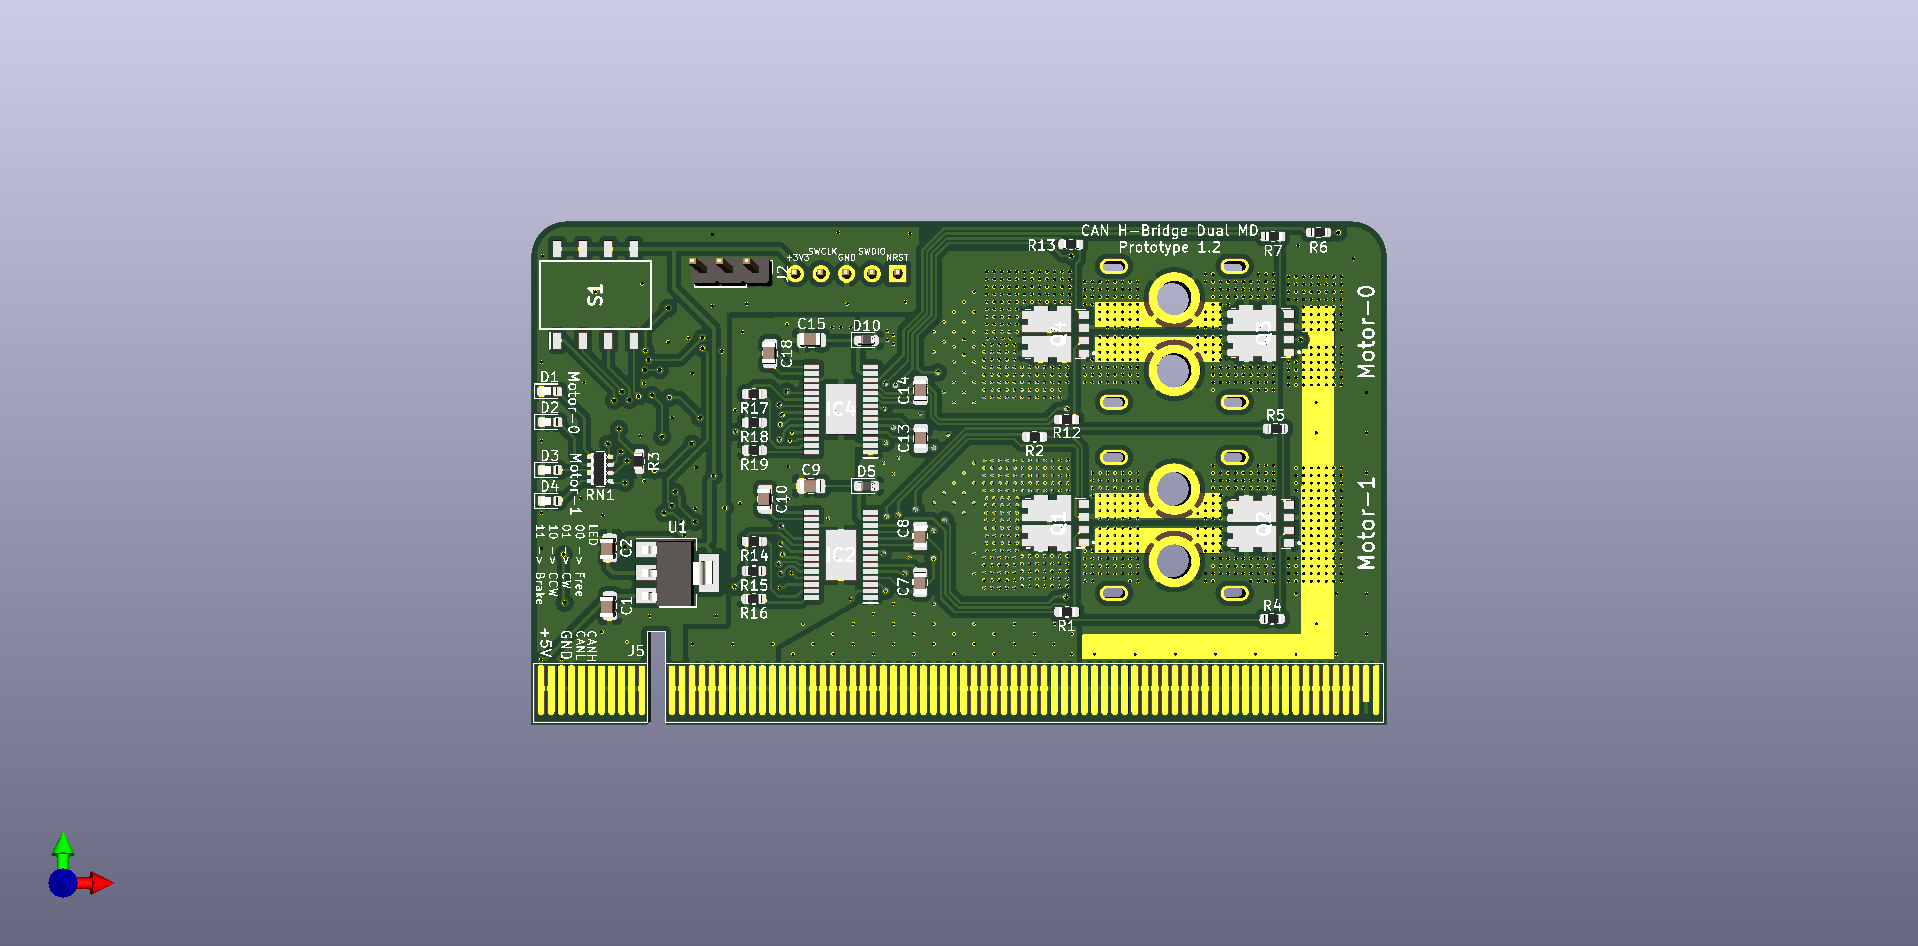 CAN H-Bridge Dual MD
Prototype 1.2
R13
R7
R6
J2
+3V3
SWCLK
GND
SWDIO
NRST
S1
Motor-0
C15
D10
C18
Q4
Q3
D1
D2
Motor-0
C14
IC4
R17
R18
R19
C13
R12
R2
R5
D3
D4
Motor-1
RN1
R3
C9
D5
C10
Q1
Q2
Motor-1
U1
C2
C8
IC2
R14
R15
R16
C7
C1
R1
R4
LED
00 -> Free
01 -> CW
10 -> CCW
11 -> Brake
+5V
GND
CANL
CANH
J5